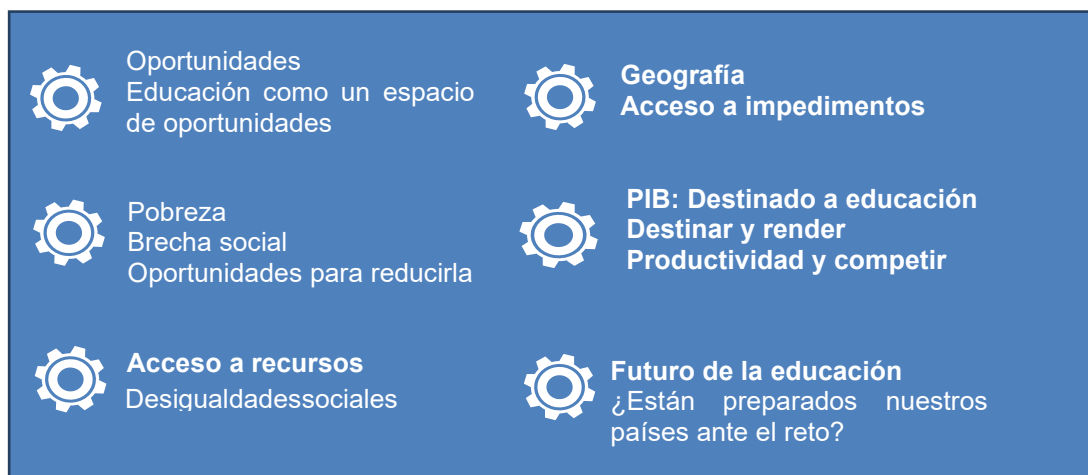 Oportunidades
Educación como un espacio
de oportunidades
Geografía
Acceso a impedimentos
Pobreza
Brecha social
Oportunidades para reducirla
PIB: Destinado a educación
Destinar y render
Productividad y competir
Acceso a recursos
Desigualdadessociales
Futuro de la educación
¿Están preparados nuestros
países ante el reto?